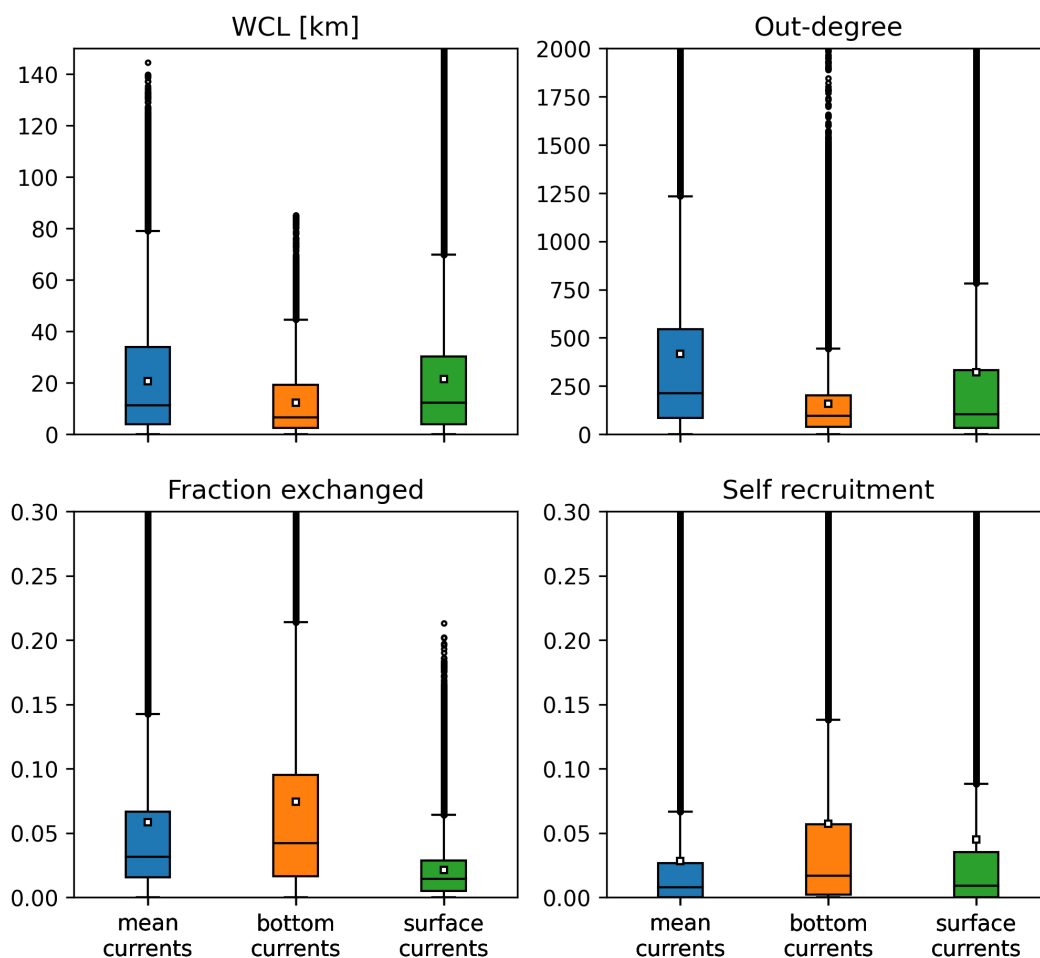 WCL [km]
140
120
100
80
60
40
20
0
Out-degree
2000
1750
1500
1250
1000
750
500
250
0
Fraction exchanged
0.30
0.25
0.20
0.15
0.10
0.05
0.00
mean
currents
bottom
currents
surface
currents
Self recruitment
0.30
0.25
0.20
0.15
0.10
0.05
0.00
mean
currents
bottom
currents
surface
currents